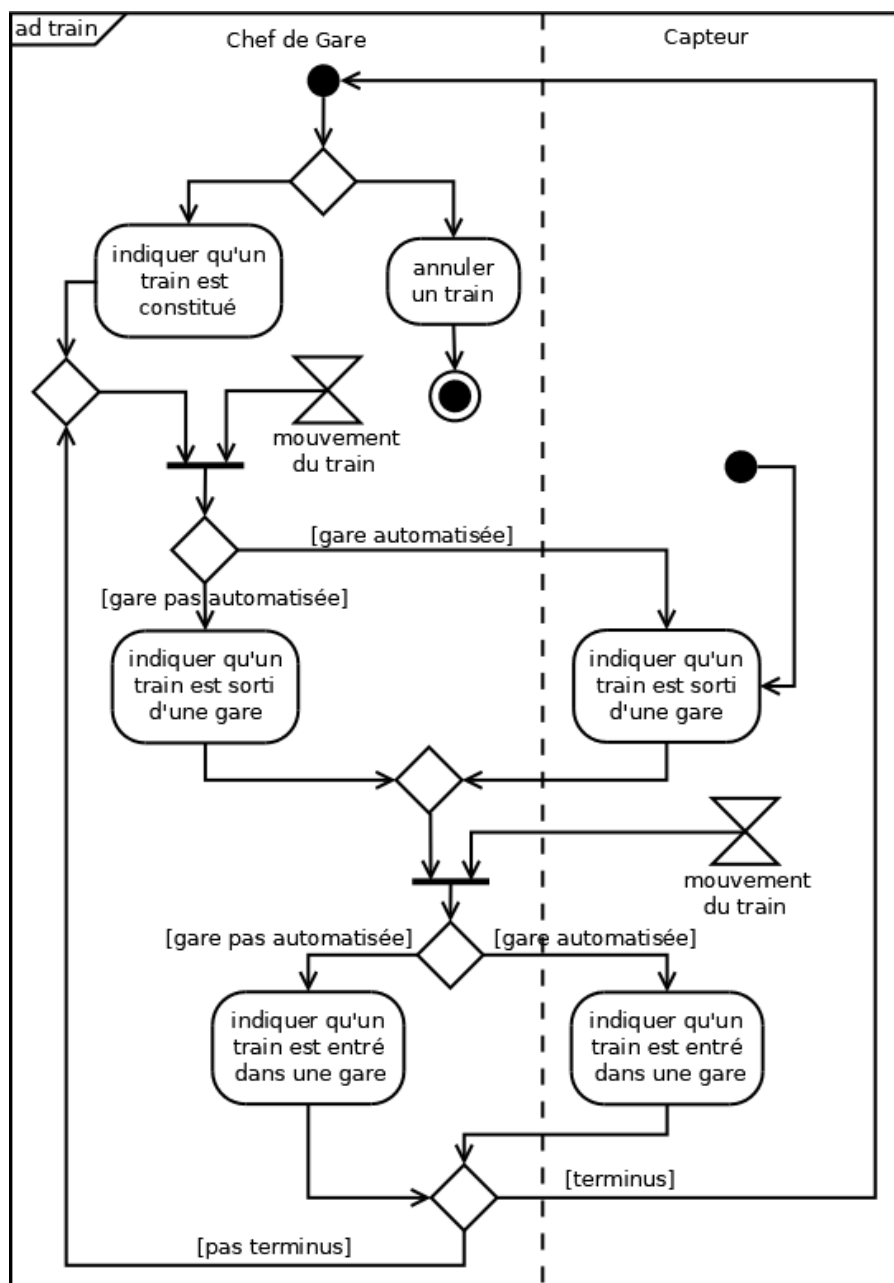 ad train
Chef de Gare
Capteur
indiquer qu'un
train est
constitué
annuler
un train
mouvement
du train
[gare automatisée]
[gare pas automatisée]
indiquer qu'un
train est sorti
d'une gare
indiquer qu'un
train est sorti
d'une gare
mouvement
du train
[gare pas automatisée]
[gare automatisée]
indiquer qu'un
train est entré
dans une gare
indiquer qu'un
train est entré
dans une gare
[terminus]
[pas terminus]